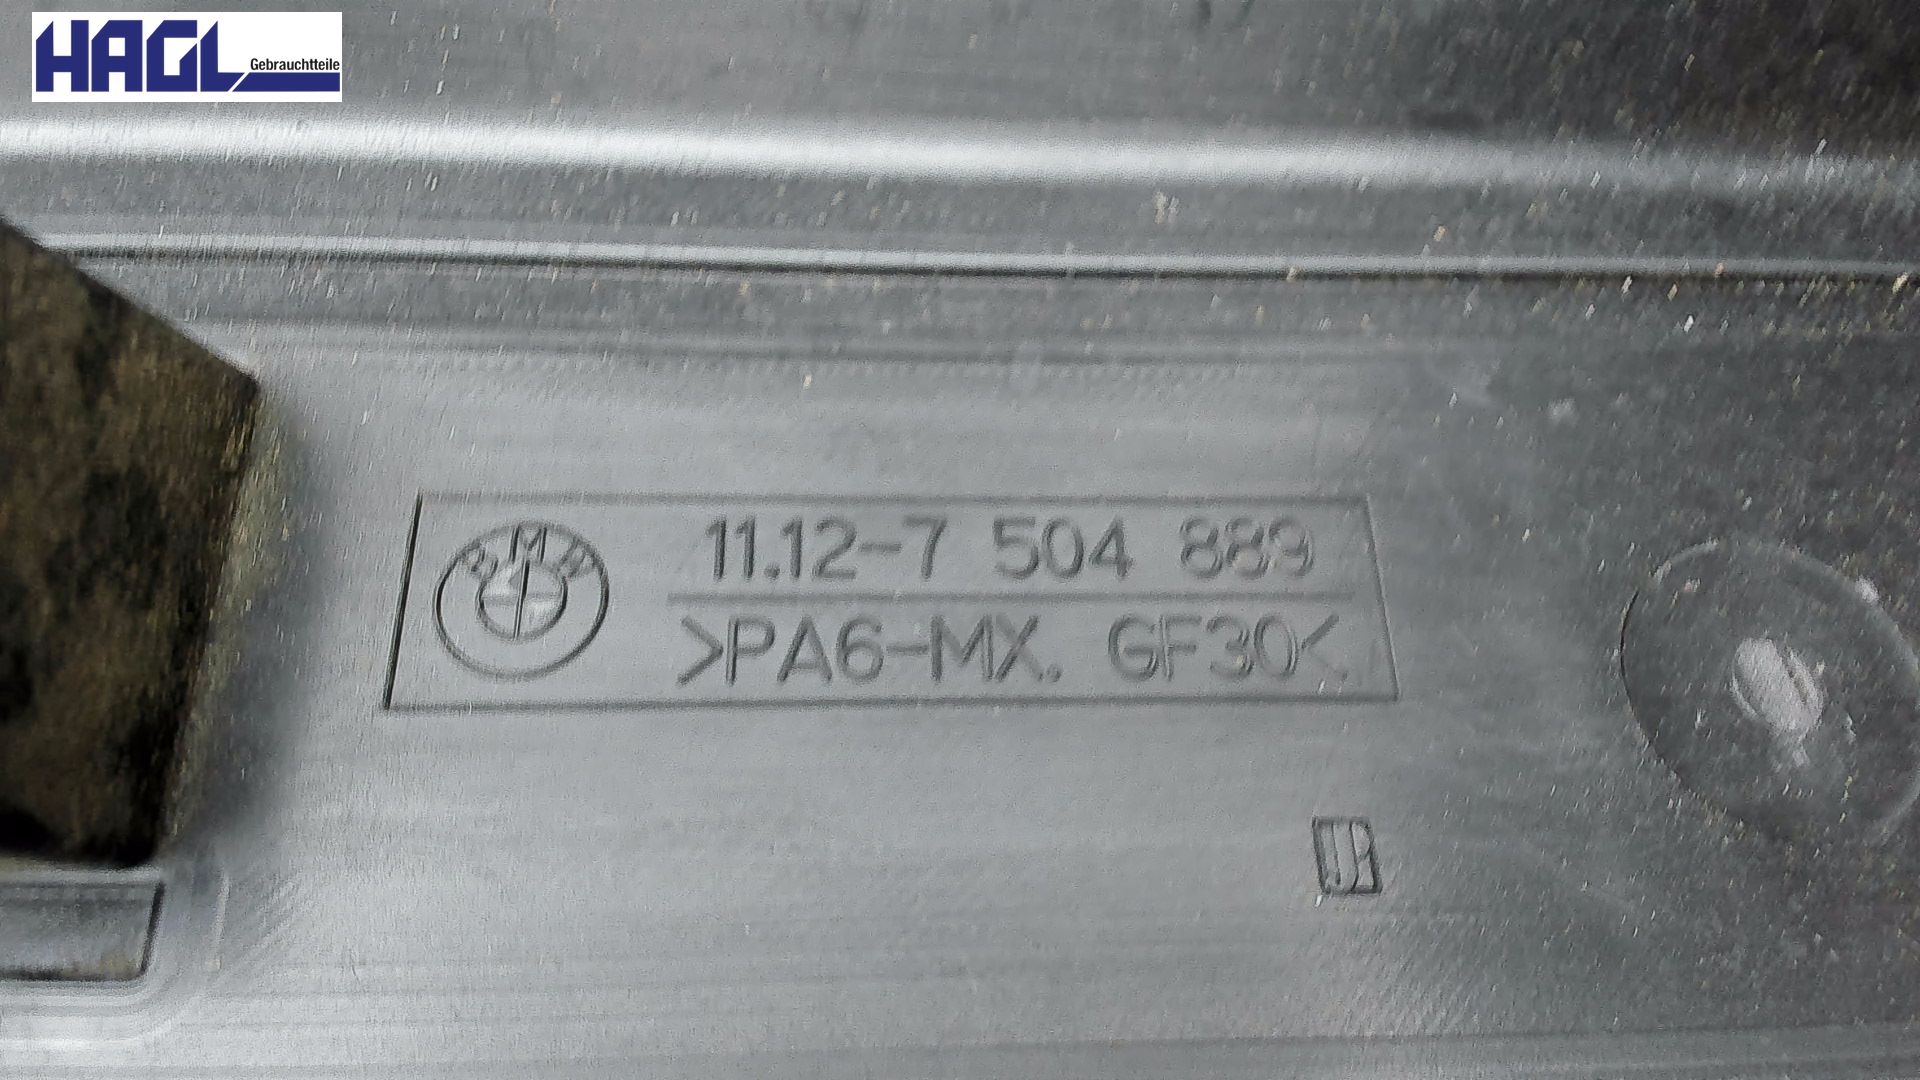 HAGL
Gebrauchtteile
BMW
11.12-7 504 889
>PA6-MX. GF30<